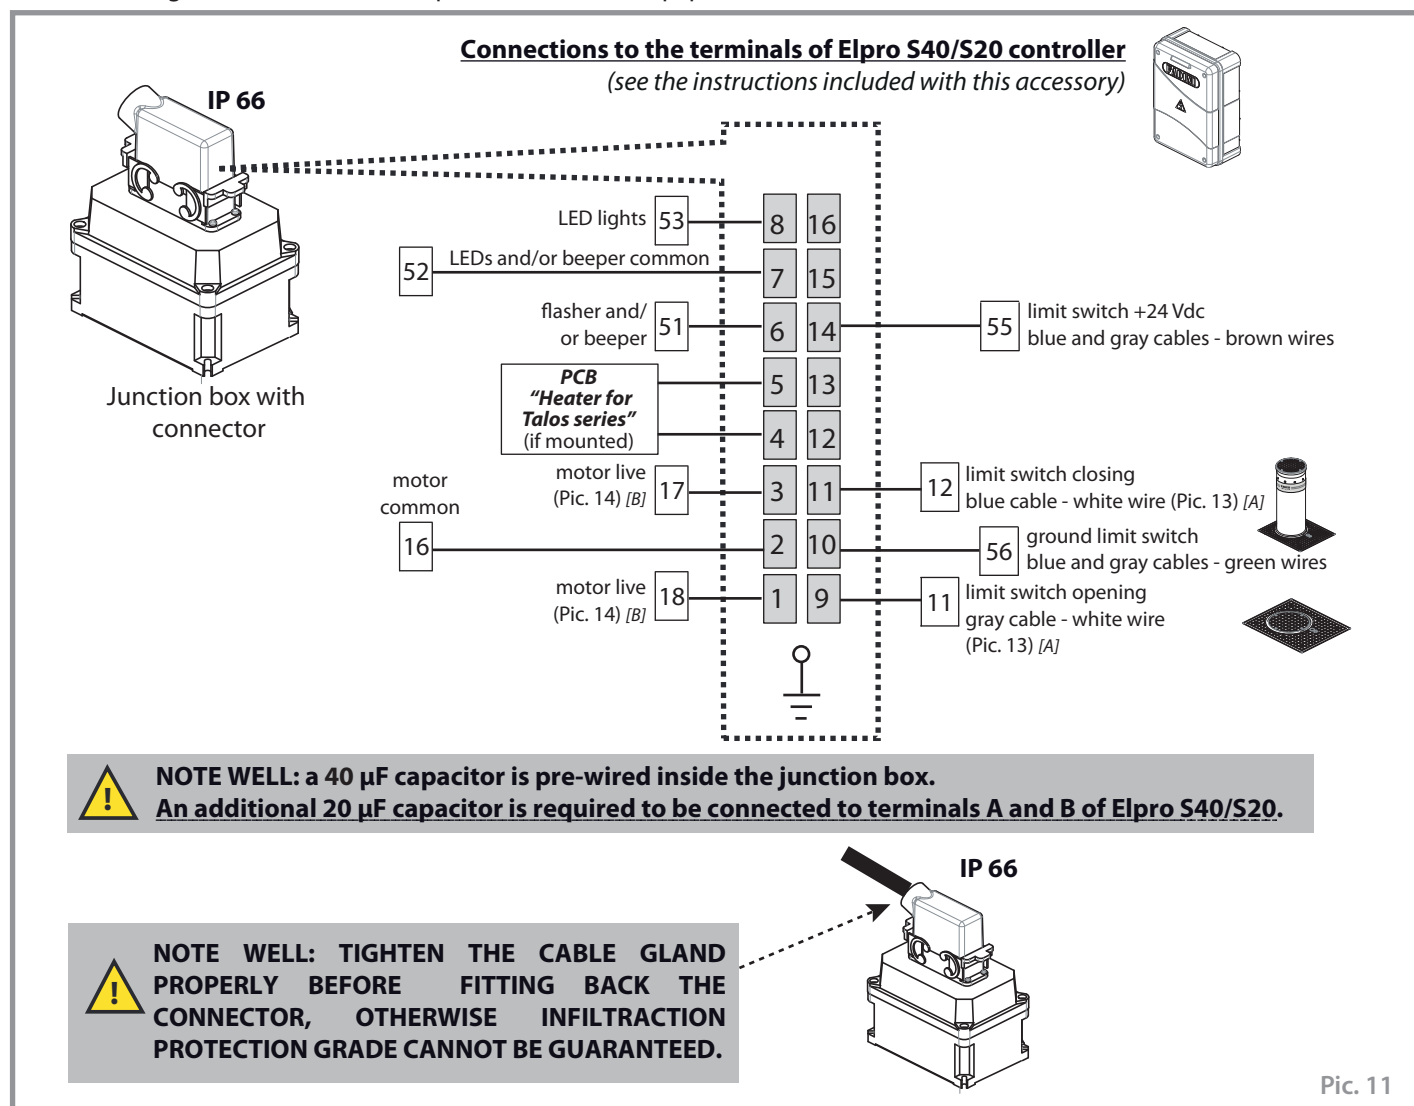 Connections to the terminals of Elpro S40/S20 controller
(see the instructions included with this accessory)
IP 66
Junction box with
connector
LED lights 53 8 16
52 LEDs and/or beeper common 7 15
flasher and/
or beeper 51 6 14 55 limit switch +24 Vdc
blue and gray cables - brown wires
PCB
"Heater for
Talos series"
(if mounted)
5 13
4 12
motor live
(Pic. 14) [B] 17 3 11 12 limit switch closing
blue cable - white wire (Pic. 13) [A]
motor
common
16 2 10 56 ground limit switch
blue and gray cables - green wires
motor live
(Pic. 14) [B] 18 1 9 11 limit switch opening
gray cable - white wire
(Pic. 13) [A]
NOTE WELL: a 40 µF capacitor is pre-wired inside the junction box.
An additional 20 µF capacitor is required to be connected to terminals A and B of Elpro S40/S20.
IP 66
NOTE WELL: TIGHTEN THE CABLE GLAND
PROPERLY BEFORE FITTING BACK THE
CONNECTOR, OTHERWISE INFILTRACTION
PROTECTION GRADE CANNOT BE GUARANTEED.
Pic. 11